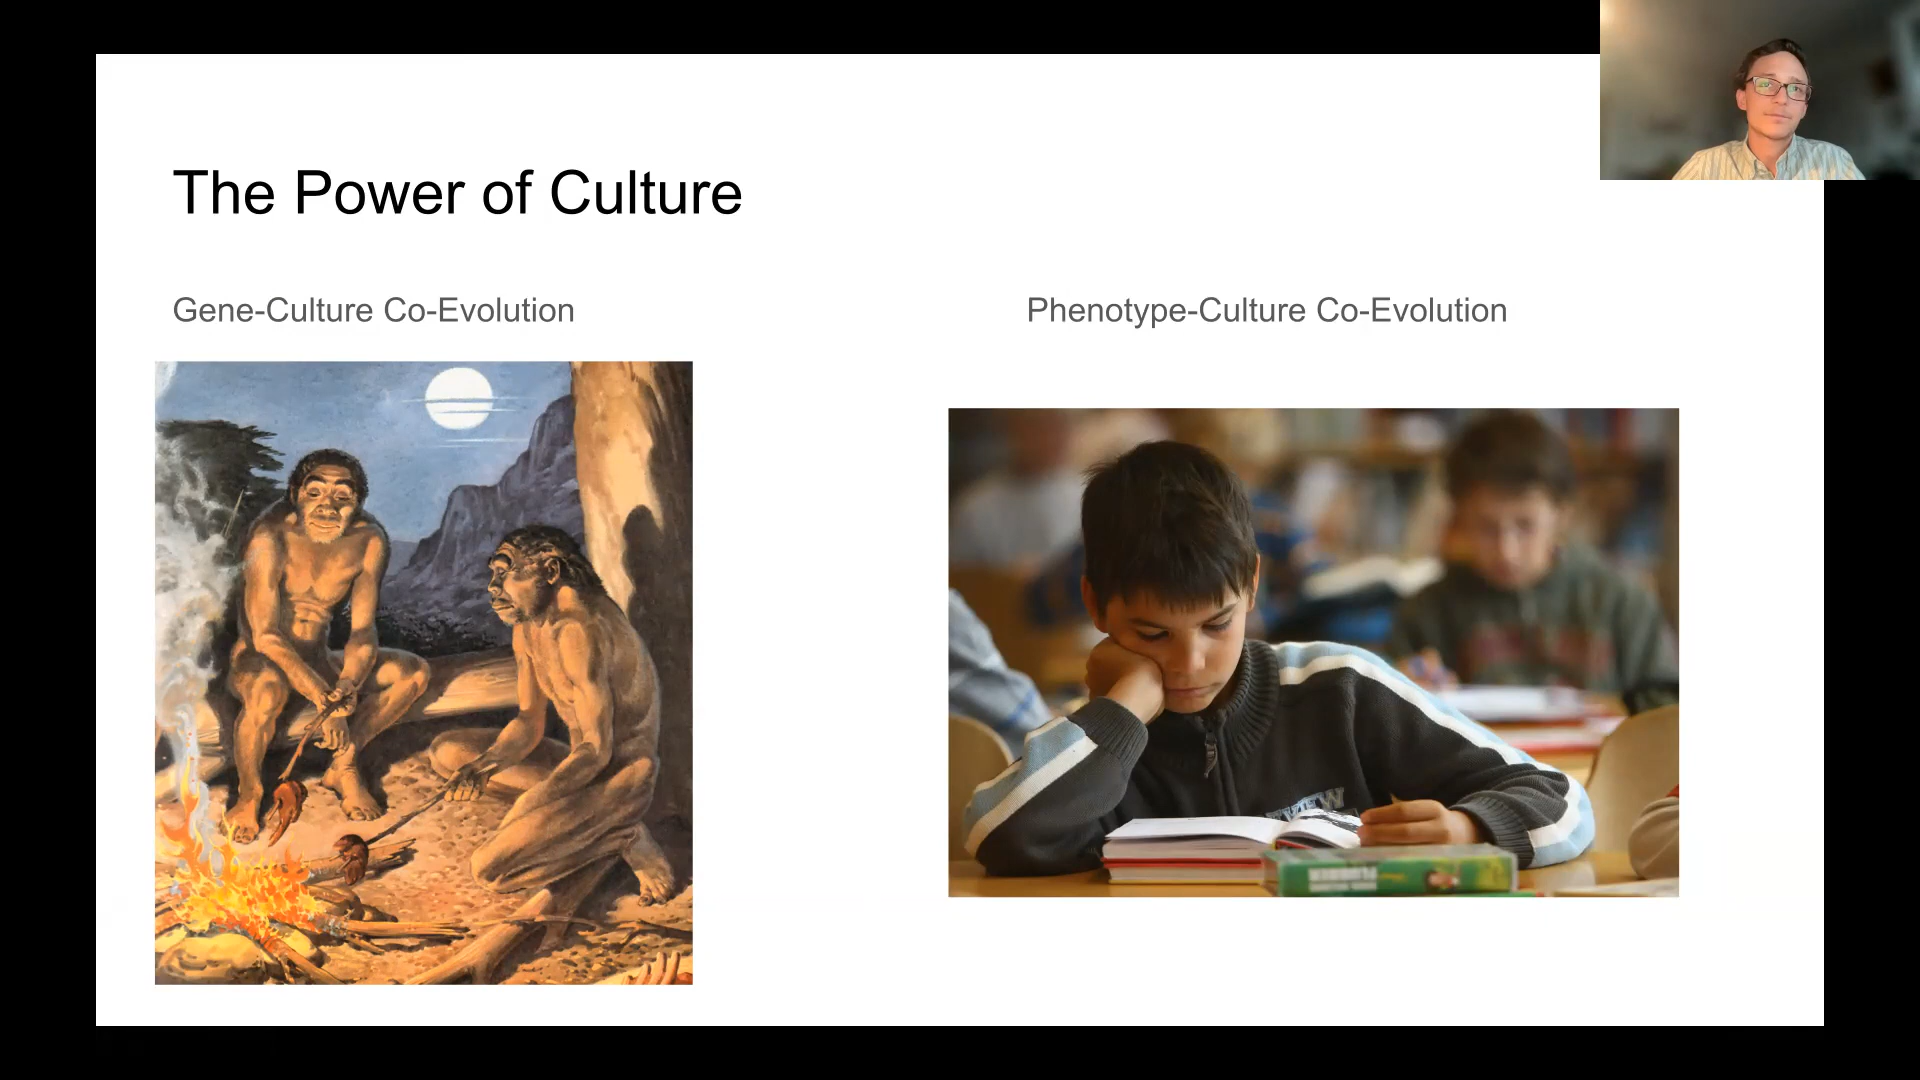 The Power of Culture
Gene-Culture Co-Evolution
Phenotype-Culture Co-Evolution